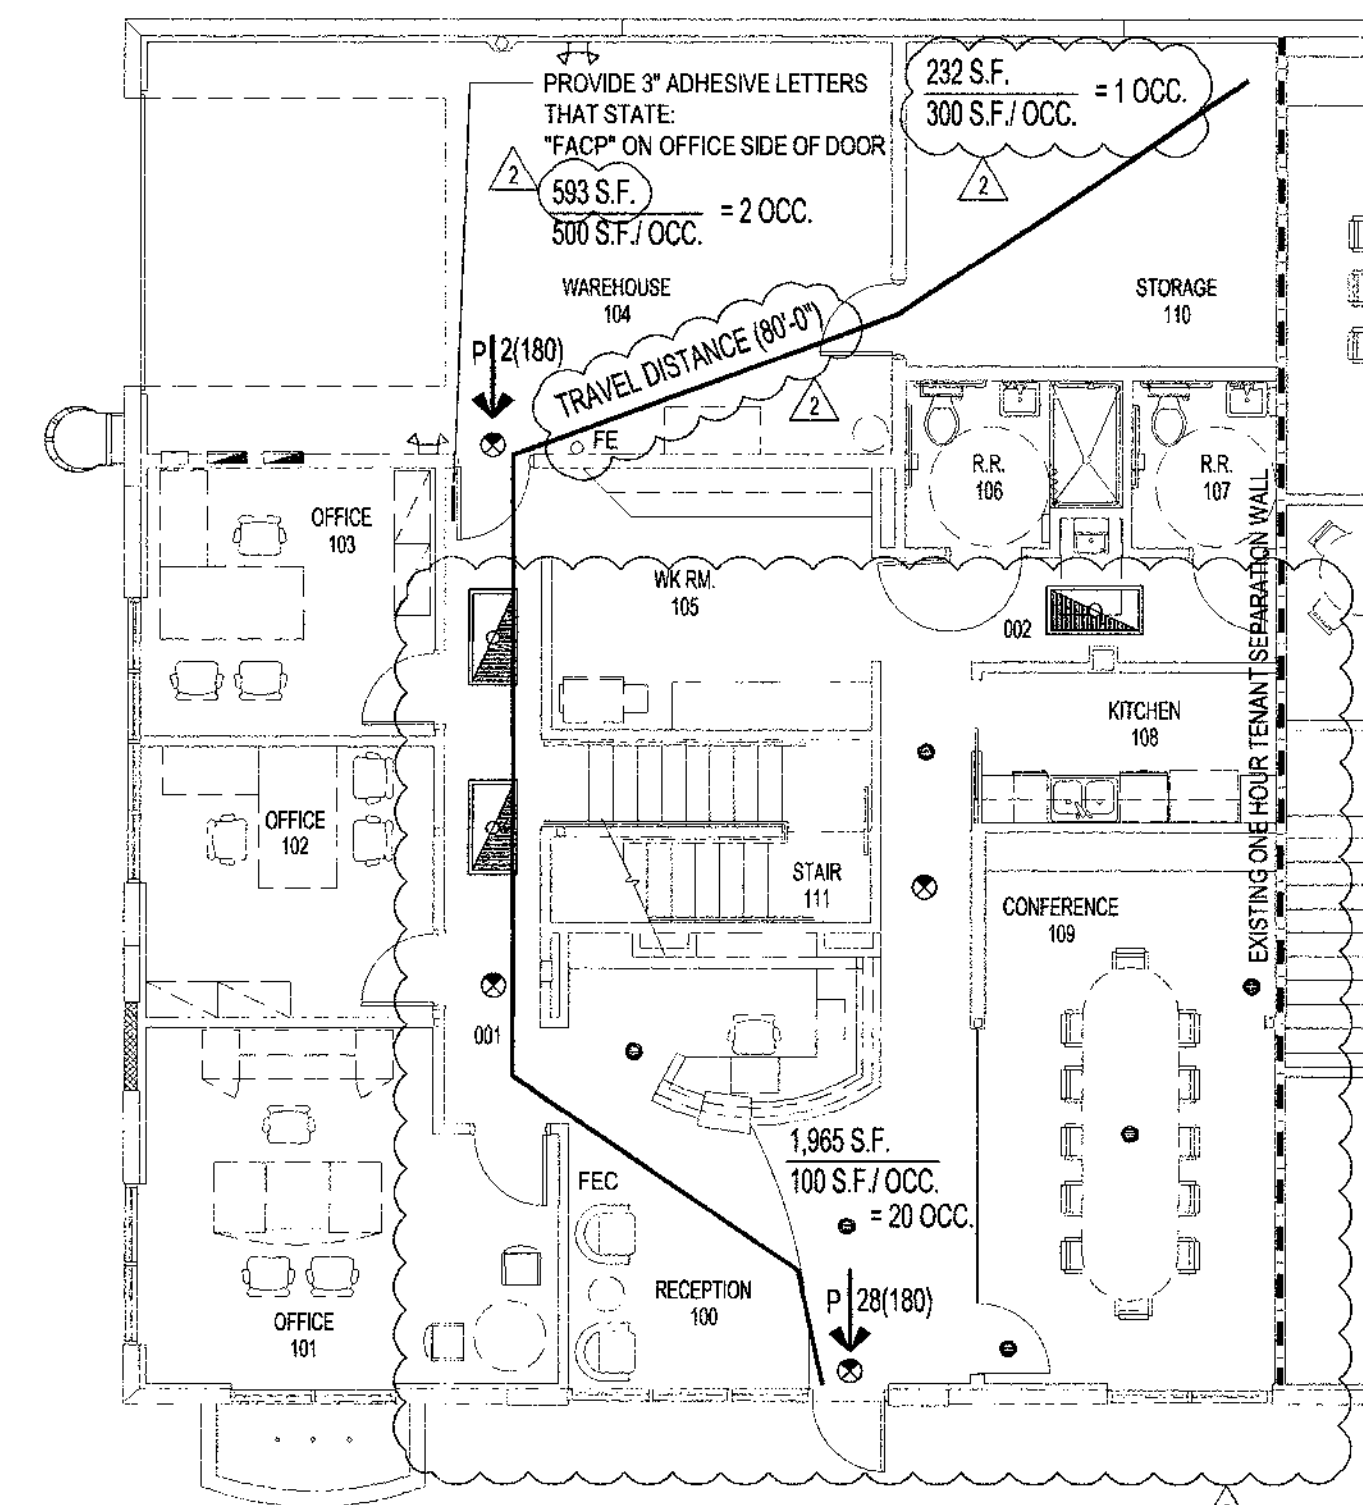 PROVIDE 3" ADHESIVE LETTERS
THAT STATE:
"FACP" ON OFFICE SIDE OF DOOR
232 S.F.
300 S.F./ OCC.
= 1 OCC.
2
2
593 S.F.
500 S.F./ OCC.
= 2 OCC.
WAREHOUSE
104
STORAGE
110
TRAVEL DISTANCE (80'-0")
P 2(180)
2
FE
R.R.
106
R.R.
107
OFFICE
103
WK RM.
105
002
EXISTING ONE HOUR TENANT SEPARATION WALL
KITCHEN
108
OFFICE
102
STAIR
111
CONFERENCE
109
001
1,965 S.F.
100 S.F./ OCC.
= 20 OCC.
FEC
RECEPTION
100
P 28(180)
OFFICE
101